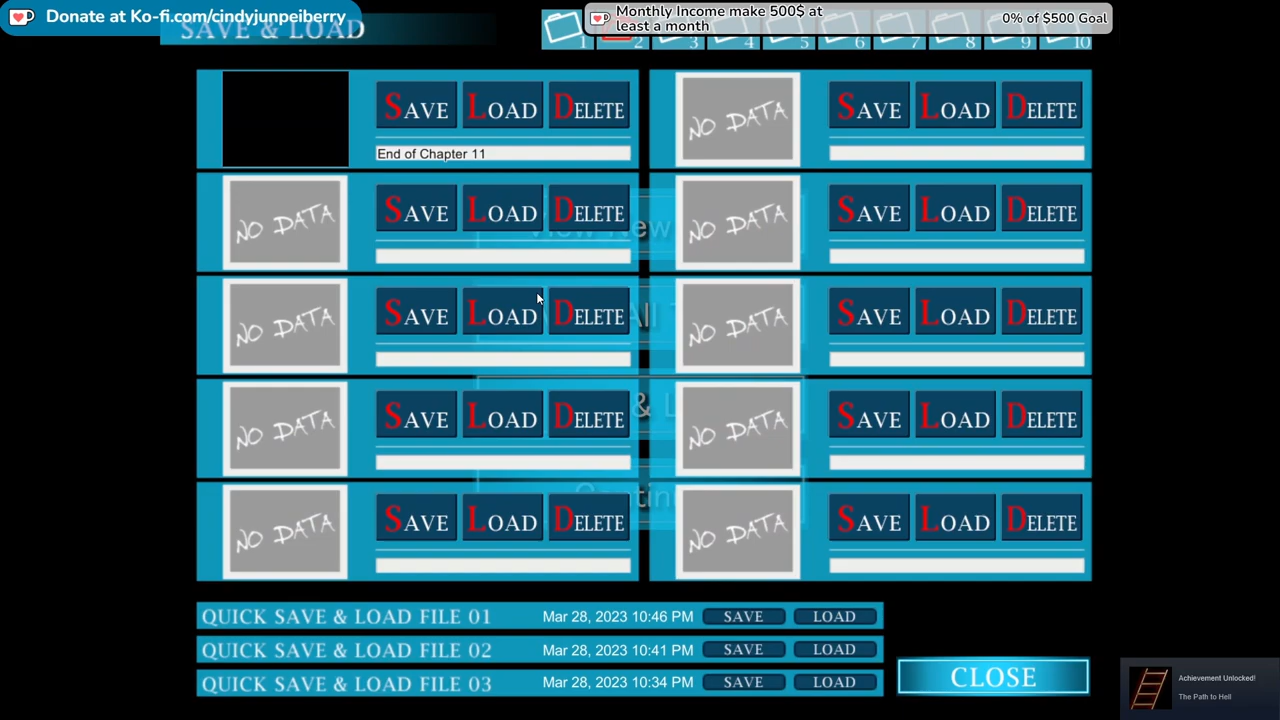 Donate at Ko-fi.com/cindyjunpeiberry
Monthly Income make 500$ at
least a month
0% of $500 Goal
SAVE & LOAD
1 2 3 4 5 6 7 8 9 10
SAVE LOAD DELETE
End of Chapter 11
NO DATA SAVE LOAD DELETE
NO DATA SAVE LOAD DELETE
NO DATA SAVE LOAD DELETE
View New
NO DATA SAVE LOAD DELETE
NO DATA SAVE LOAD DELETE
All
NO DATA SAVE LOAD DELETE
NO DATA SAVE LOAD DELETE
& L
NO DATA SAVE LOAD DELETE
NO DATA SAVE LOAD DELETE
Contin
QUICK SAVE & LOAD FILE 01 Mar 28, 2023 10:46 PM SAVE LOAD
QUICK SAVE & LOAD FILE 02 Mar 28, 2023 10:41 PM SAVE LOAD
QUICK SAVE & LOAD FILE 03 Mar 28, 2023 10:34 PM SAVE LOAD
CLOSE
Achievement Unlocked!
The Path to Hell